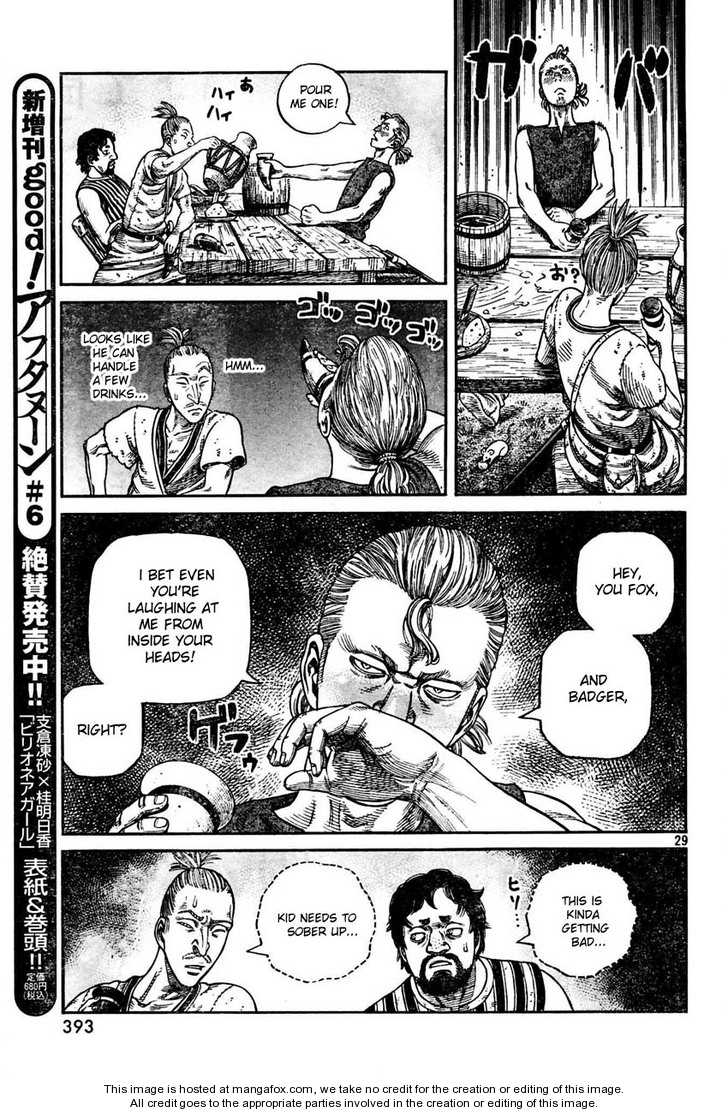 ガバ
お?
あ
ハイ
ハイ
POUR
ME ONE!
ゴッ ゴッ ゴッ
LOOKS LIKE
HE CAN
HANDLE
A FEW
DRINKS...
HMM...
HEY,
YOU FOX,
AND
BADGER,
I BET EVEN
YOU'RE
LAUGHING AT
ME FROM
INSIDE YOUR
HEADS!
RIGHT?
ゲフゥ
29
THIS IS
KINDA
GETTING
BAD...
ヒソ...
KID NEEDS TO
SOBER UP...
新増刊good!アフタヌーン#6 絶賛発売中!!
支倉凍砂×桂明日香
「ビリオネアガール」
表紙&巻頭!!
定価
680円
(税込)
393
This image is hosted at mangafox.com, we take no credit for the creation or editing of this image.
All credit goes to the appropriate parties involved in the creation or editing of this image.